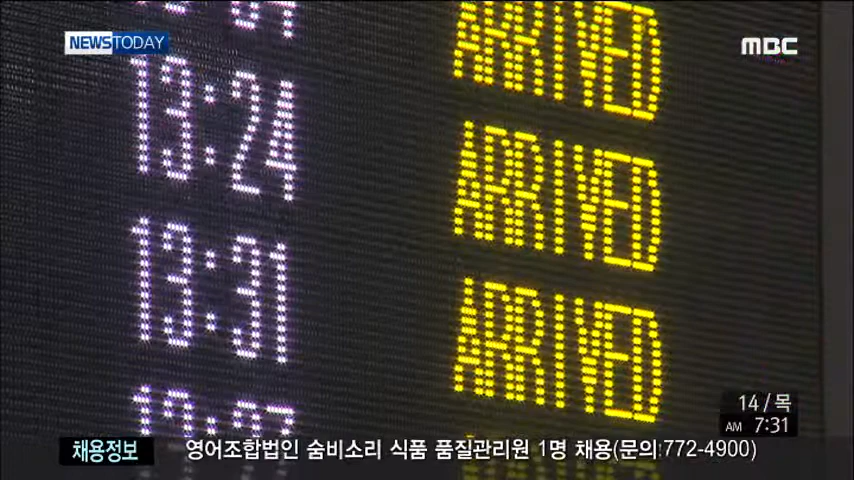 NEWSTODAY
MBC
ARRIVED
13:24 ARRIVED
13:31 ARRIVED
14/목
AM 7:31
채용정보 영어조합법인 숨비소리 식품 품질관리원 1명 채용(문의:772-4900)